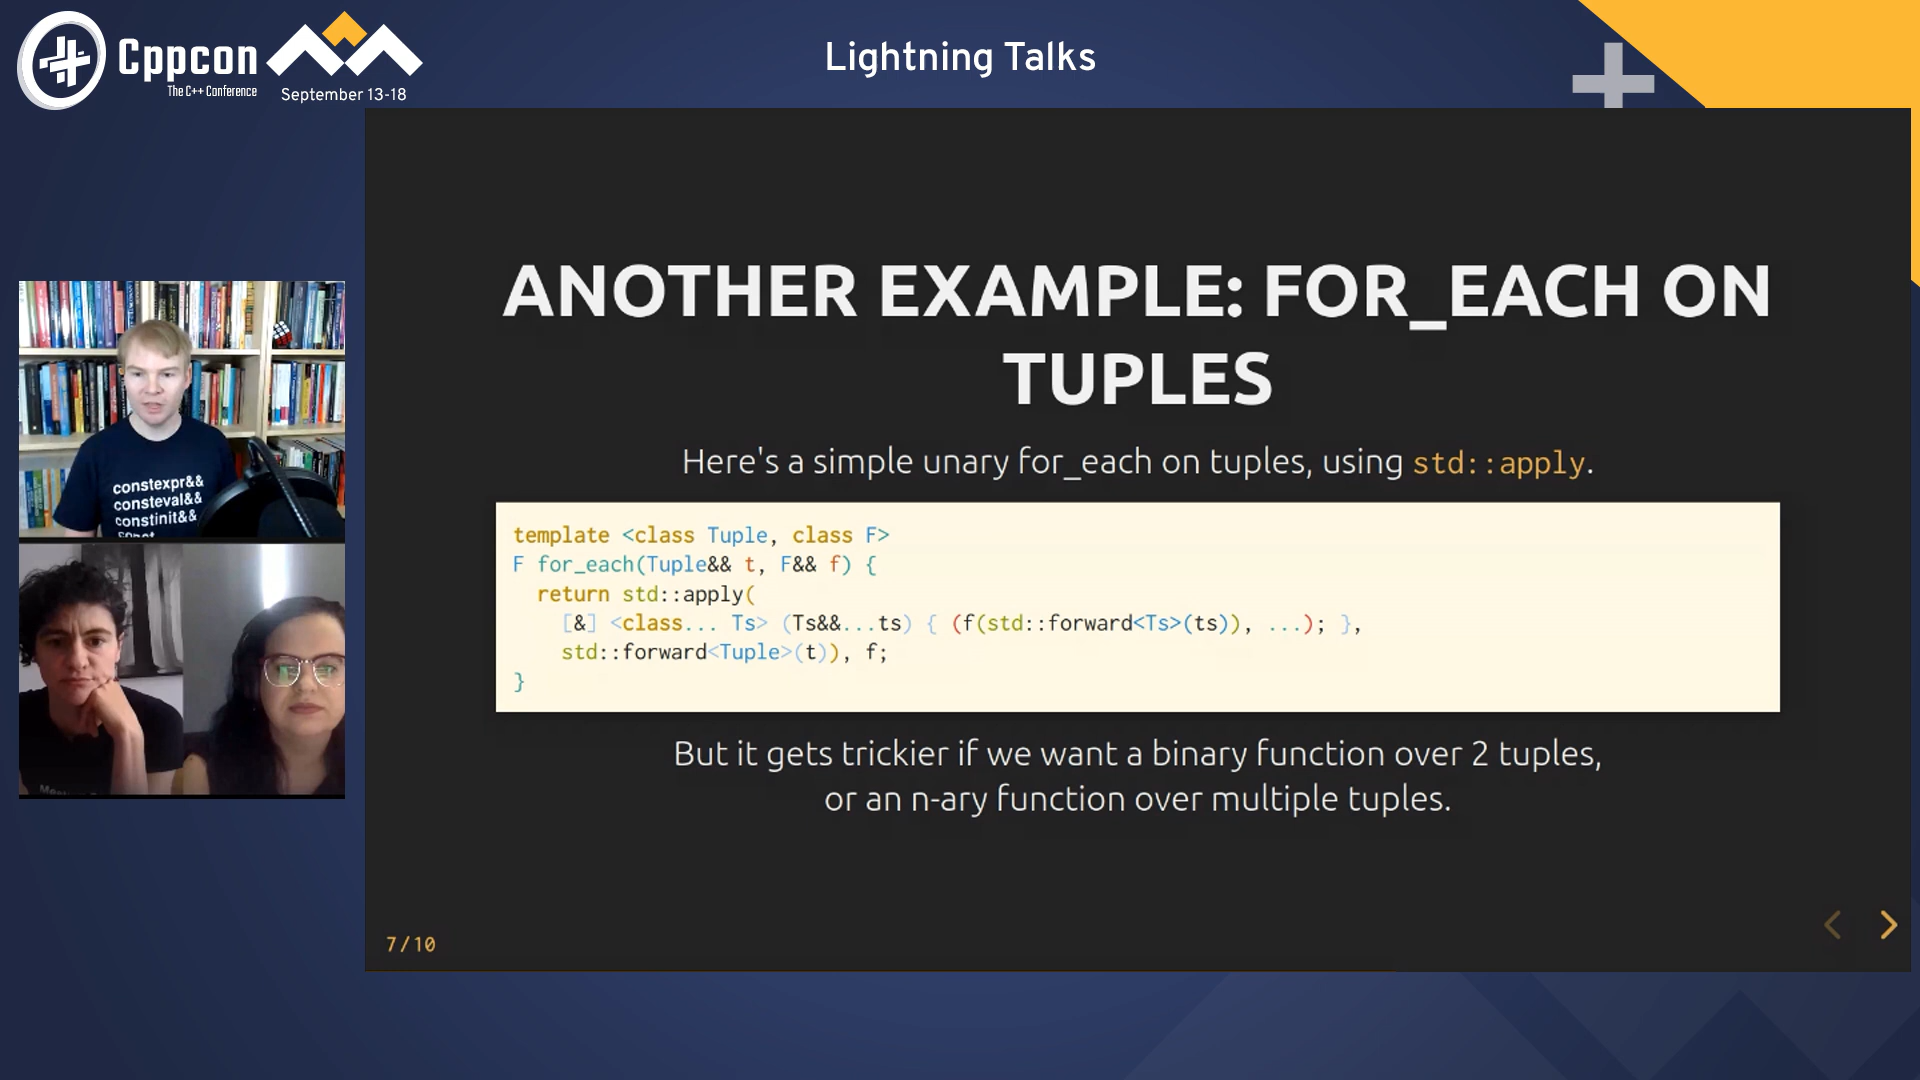 Cppcon
The C++ Conference
September 13-18
Lightning Talks
constexpr&&
consteval&&
constinit&&
ANOTHER EXAMPLE: FOR_EACH ON
TUPLES
Here's a simple unary for_each on tuples, using std::apply.
template <class Tuple, class F>
F for_each(Tuple&& t, F&& f) {
  return std::apply(
    [&] <class... Ts> (Ts&&...ts) { (f(std::forward<Ts>(ts)), ...); },
    std::forward<Tuple>(t)), f;
}
But it gets trickier if we want a binary function over 2 tuples,
or an n-ary function over multiple tuples.
7/10